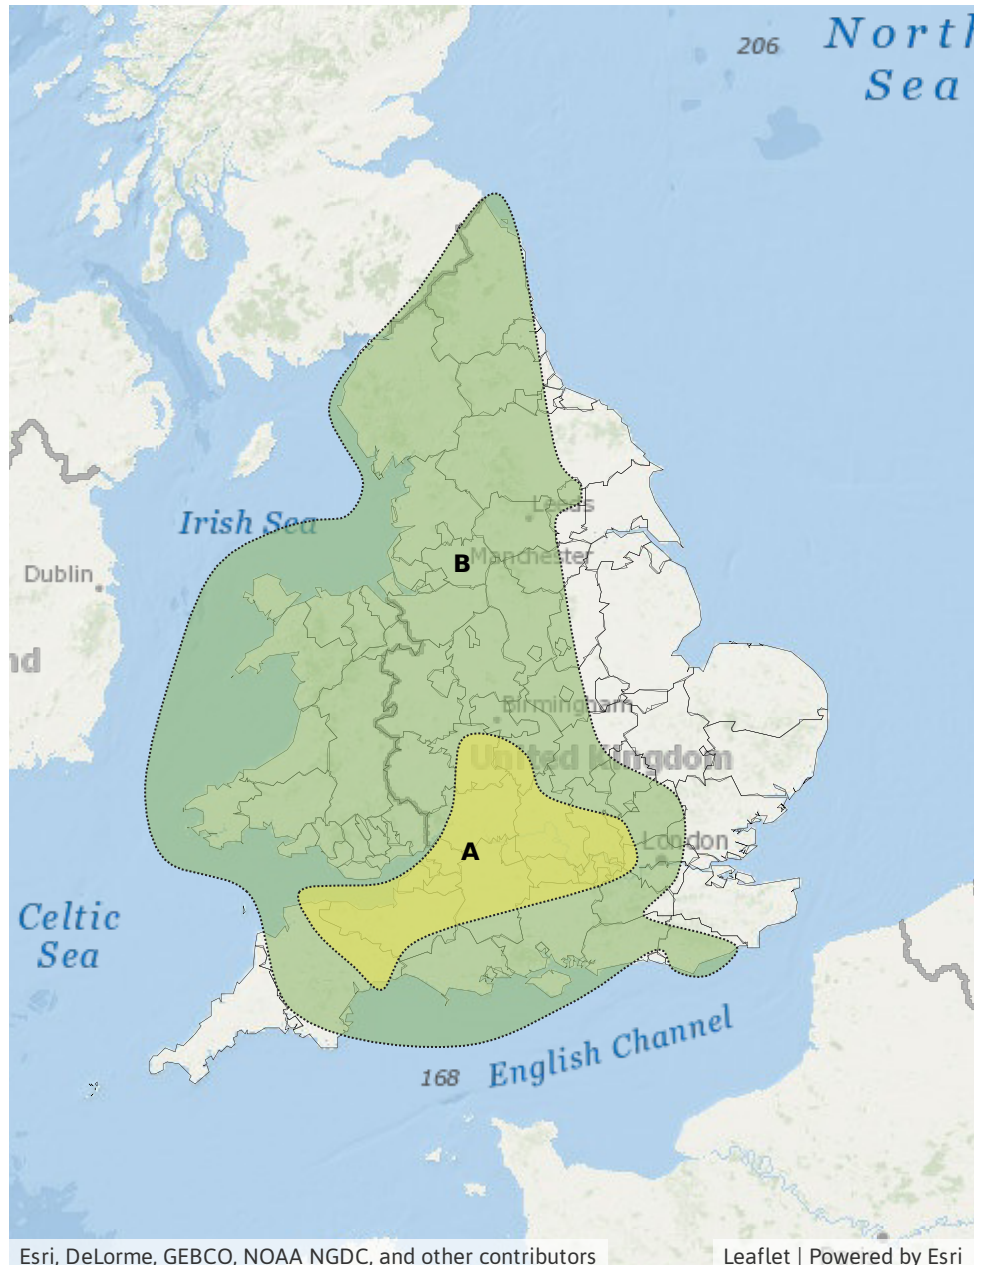 206
North
Sea
Irish Sea
Leeds
B
Manchester
Dublin
nd
Birmingham
United Kingdom
A
London
Celtic
Sea
English Channel
168
Esri, DeLorme, GEBCO, NOAA NGDC, and other contributors
Leaflet | Powered by Esri